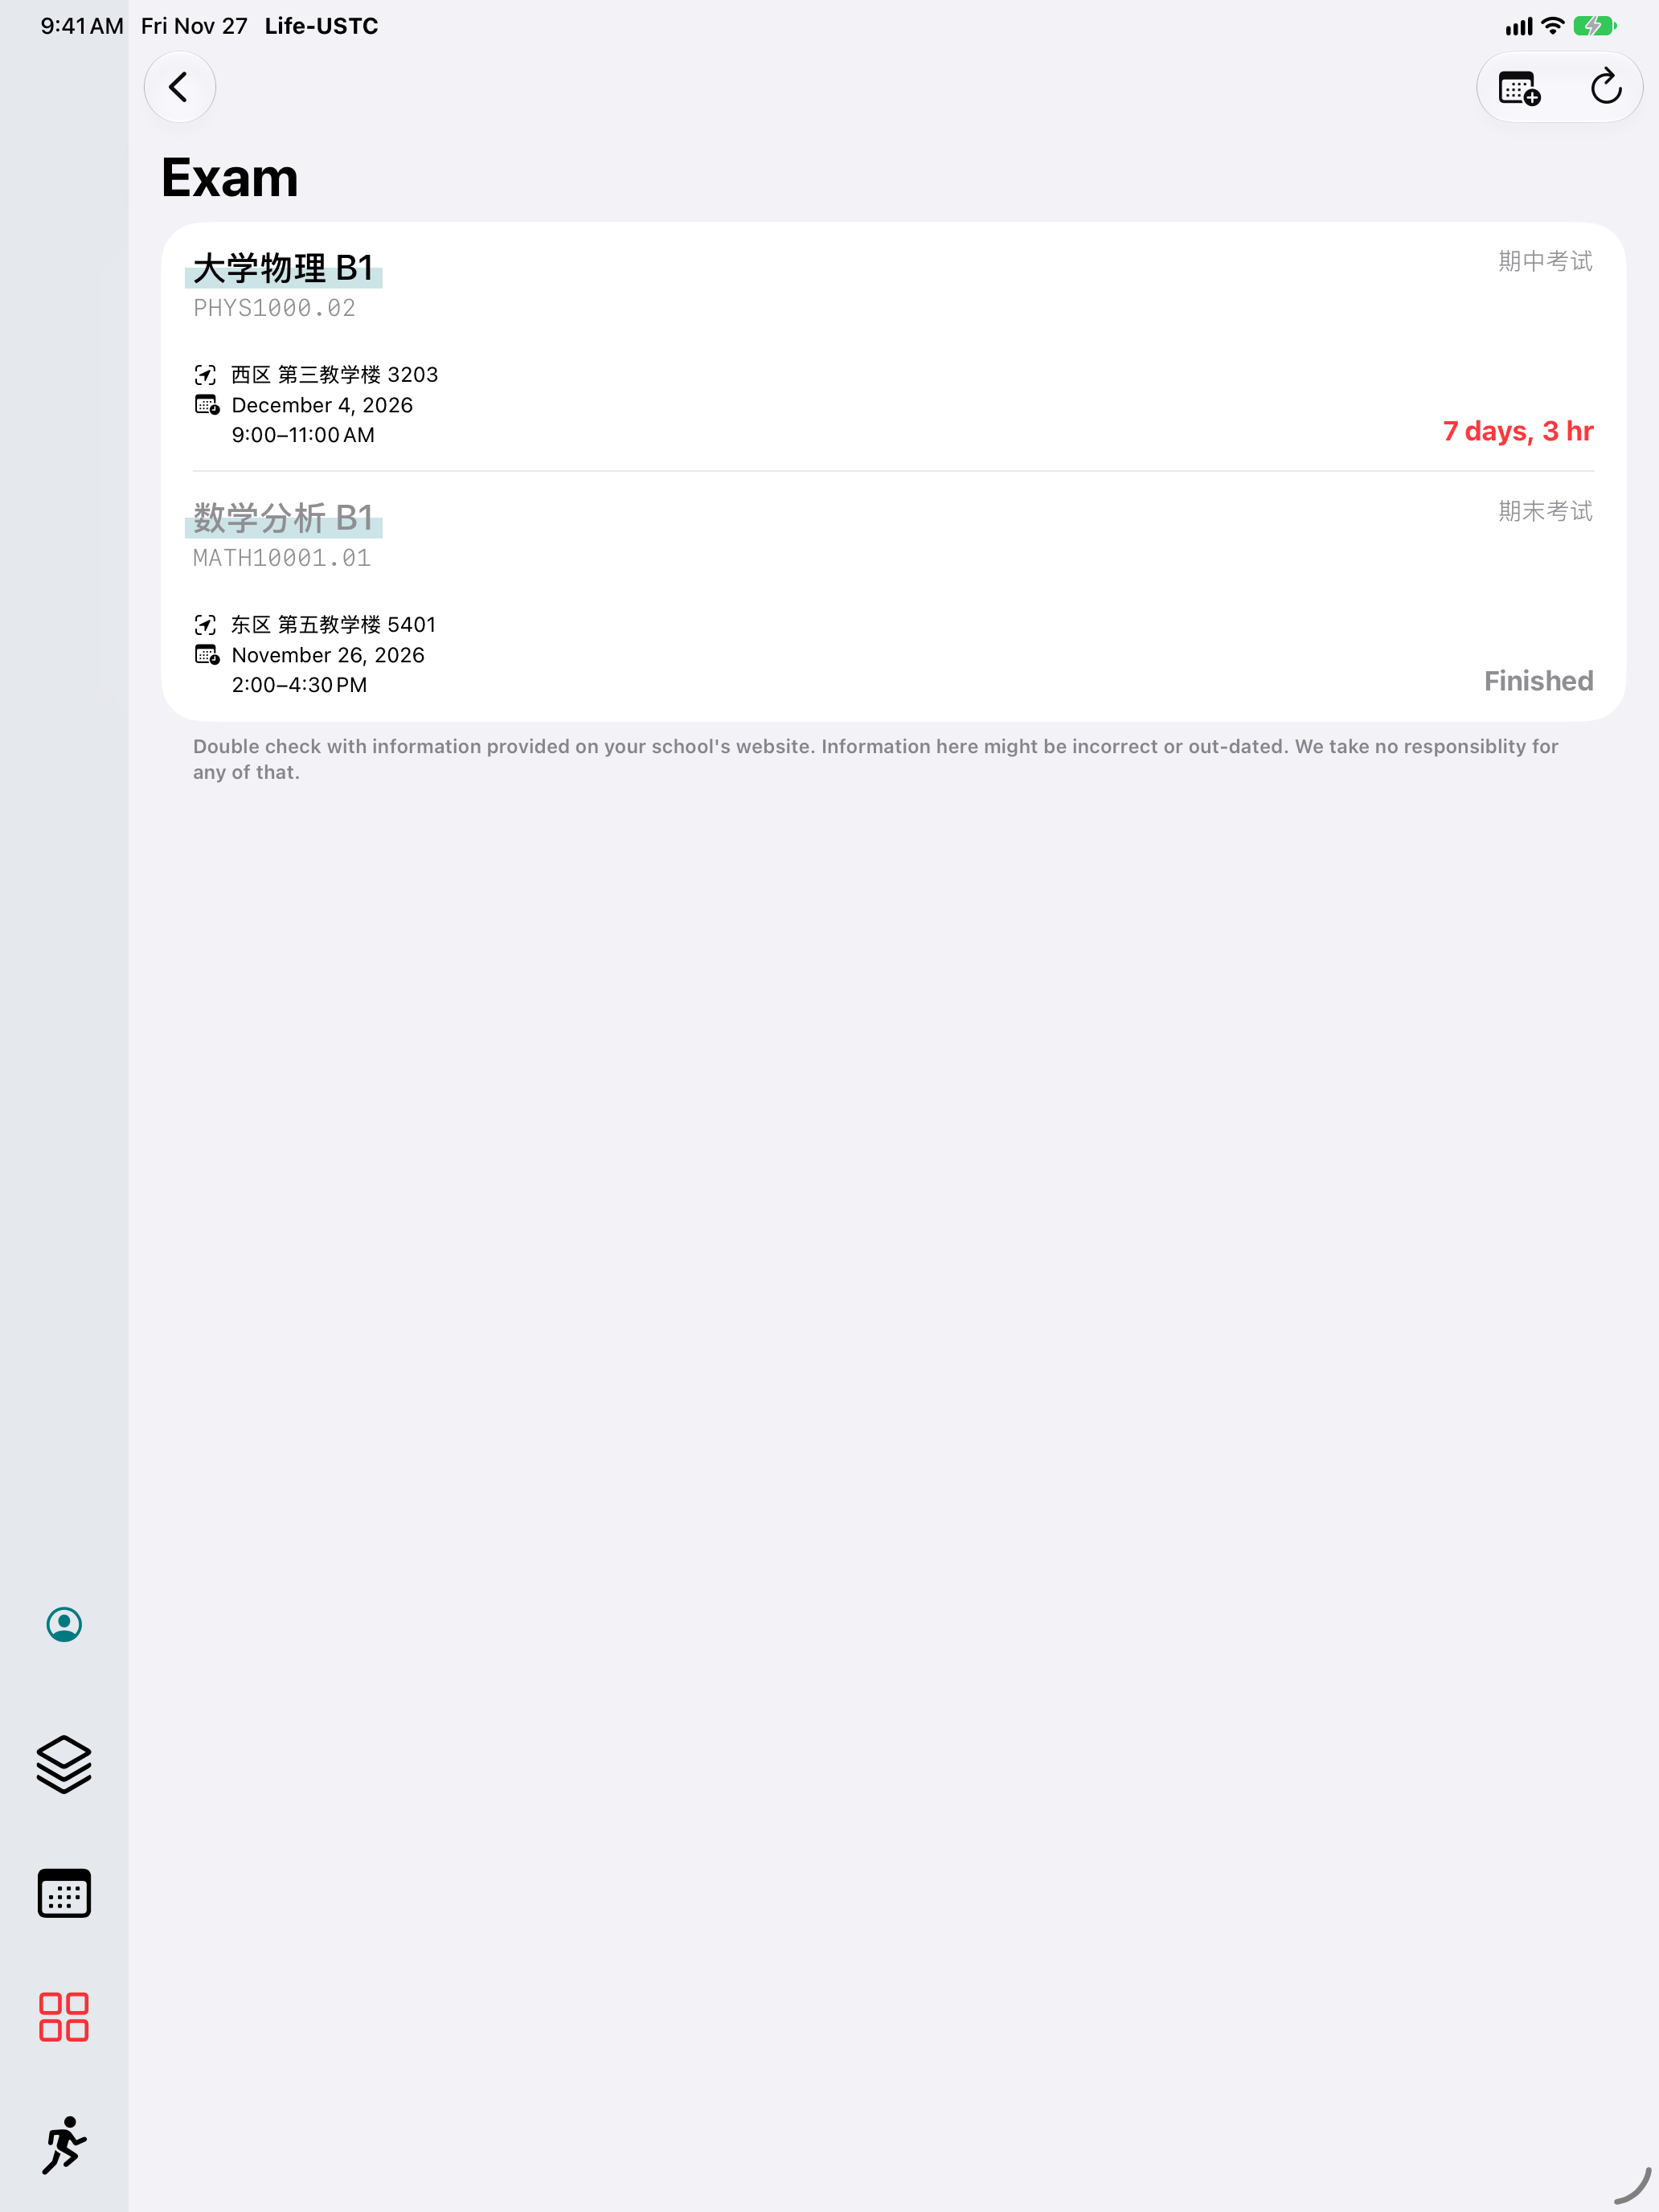 9:41 AM Fri Nov 27 Life-USTC
Exam
大学物理 B1
期中考试
PHYS1000.02
西区 第三教学楼 3203
December 4, 2026
9:00–11:00 AM
7 days, 3 hr
数学分析 B1
期末考试
MATH10001.01
东区 第五教学楼 5401
November 26, 2026
2:00–4:30 PM
Finished
Double check with information provided on your school's website. Information here might be incorrect or out-dated. We take no responsiblity for
any of that.